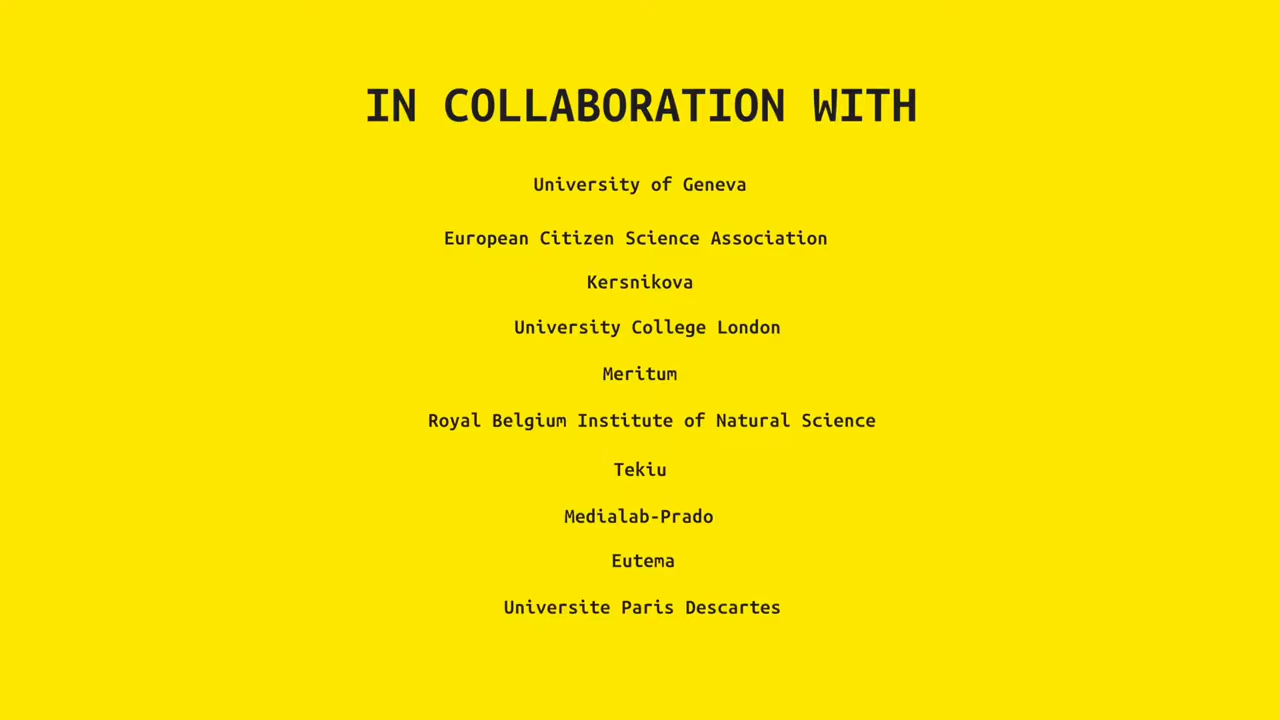 IN COLLABORATION WITH
University of Geneva
European Citizen Science Association
Kersnikova
University College London
Meritum
Royal Belgium Institute of Natural Science
Tekiu
Medialab-Prado
Eutema
Universite Paris Descartes